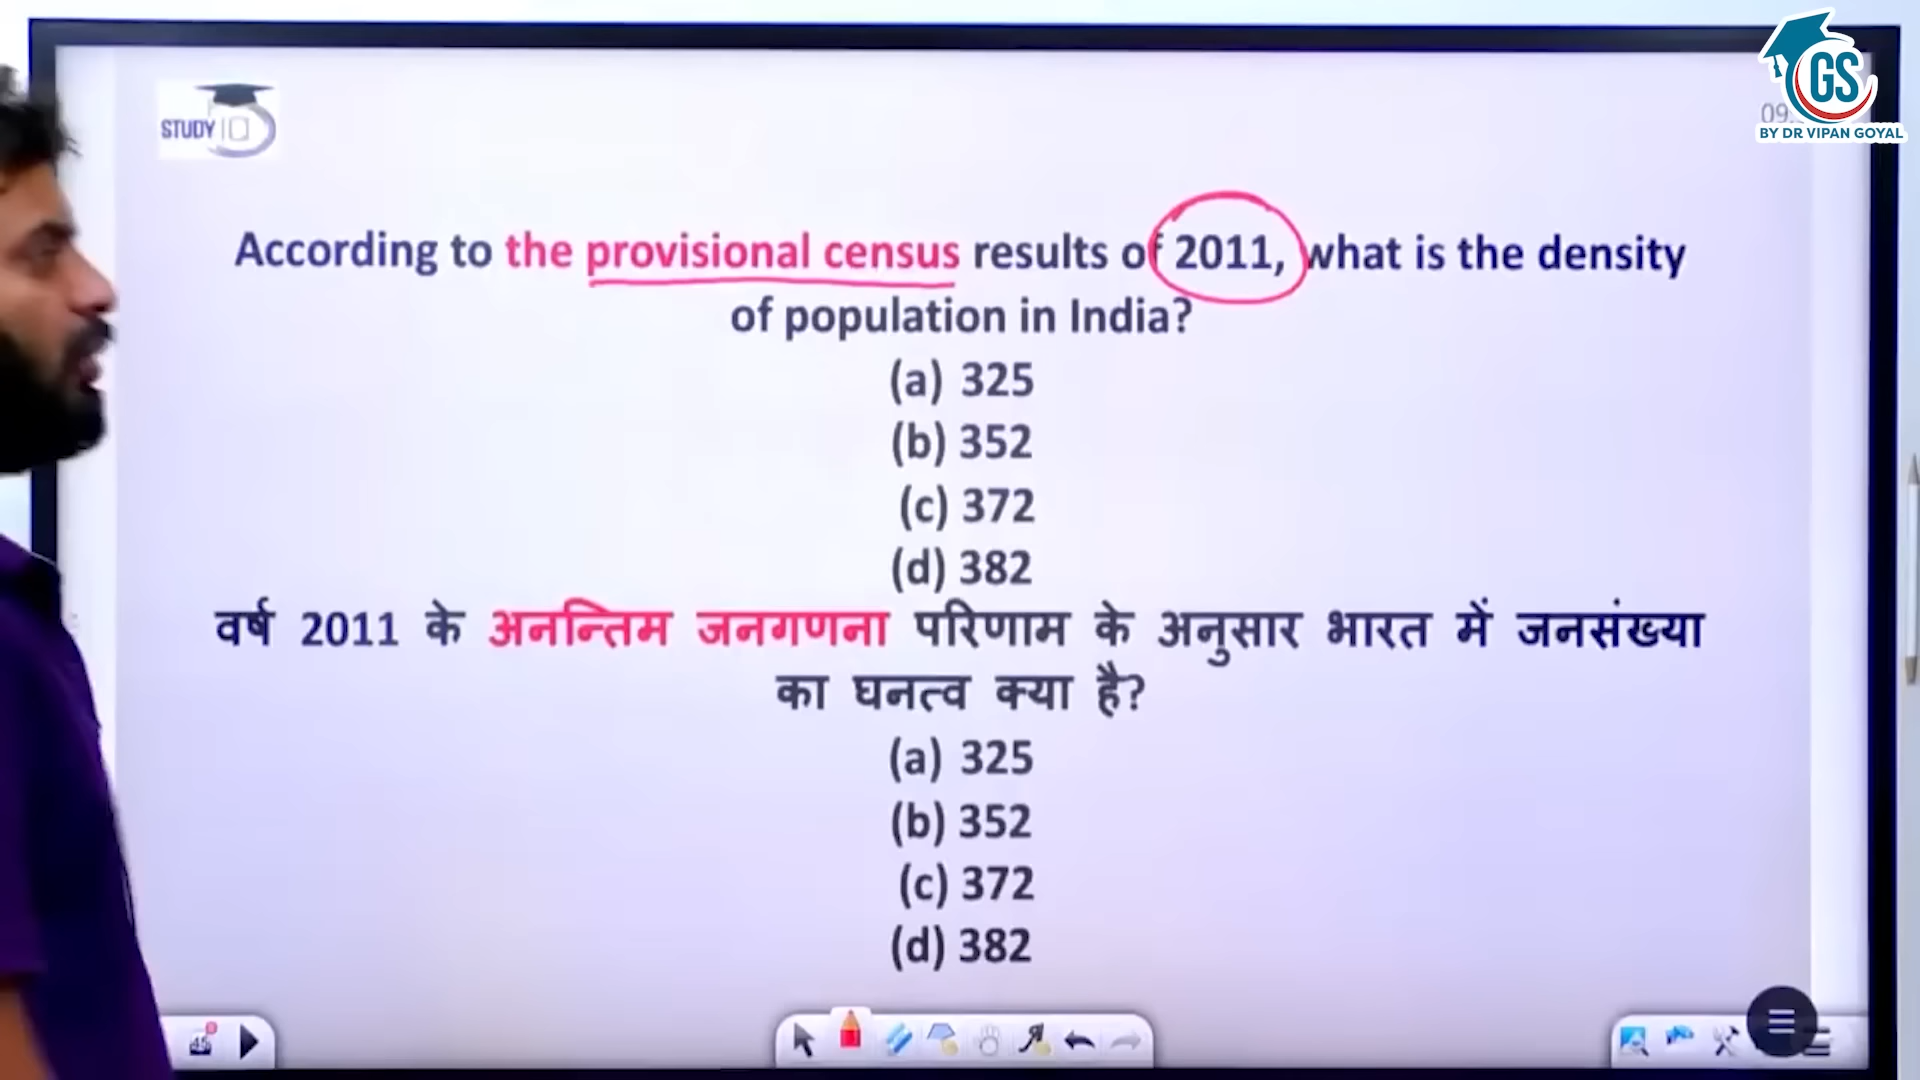 STUDY IQ
GS
09:
BY DR VIPAN GOYAL
According to the provisional census results of 2011, what is the density
of population in India?
(a) 325
(b) 352
(c) 372
(d) 382
वर्ष 2011 के अनन्तिम जनगणना परिणाम के अनुसार भारत में जनसंख्या
का घनत्व क्या है?
(a) 325
(b) 352
(c) 372
(d) 382
45